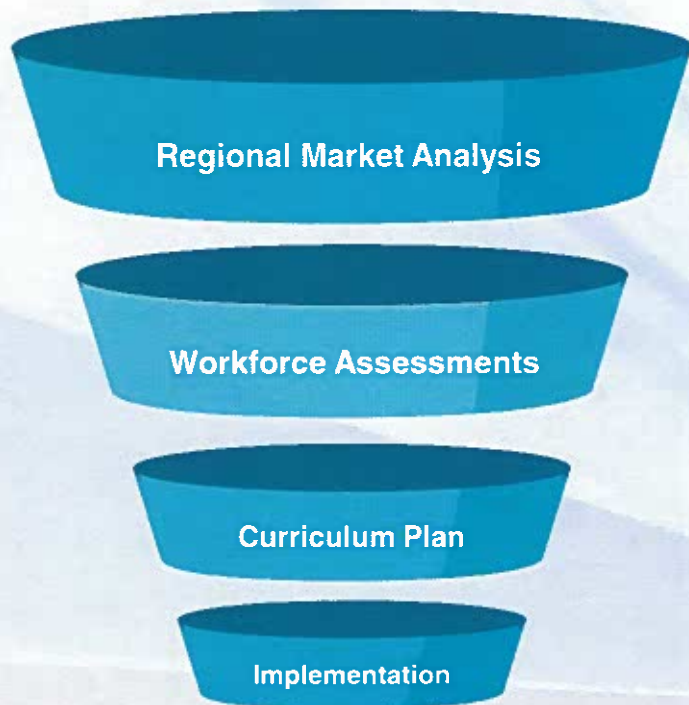 Regional Market Analysis
Workforce Assessments
Curriculum Plan
Implementation